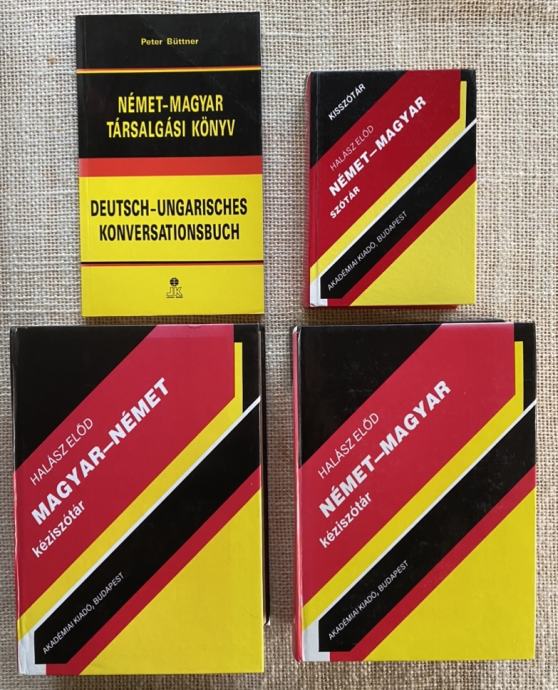 Peter Büttner
NÉMET–MAGYAR
TÁRSALGÁSI KÖNYV
DEUTSCH–UNGARISCHES
KONVERSATIONSBUCH
JK
KISSZÓTÁR
HALÁSZ ELŐD
NÉMET–MAGYAR
SZÓTÁR
AKADÉMIAI KIADÓ, BUDAPEST
HALÁSZ ELŐD
MAGYAR–NÉMET
kéziszótár
AKADÉMIAI KIADÓ, BUDAPEST
HALÁSZ ELŐD
NÉMET–MAGYAR
kéziszótár
AKADÉMIAI KIADÓ, BUDAPEST